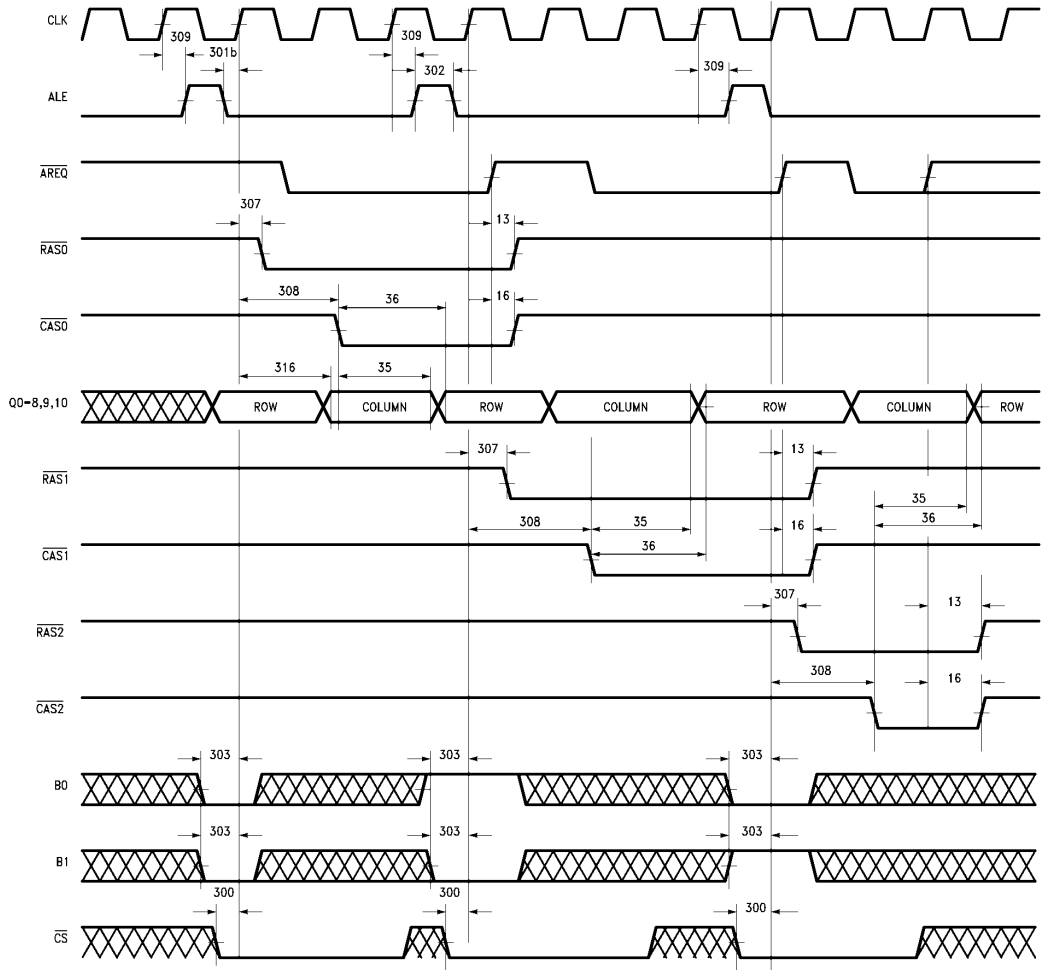 CLK
309 309
301b 302 309
ALE
AREQ
307 13
RAS0
308 36 16
CAS0
316 35
Q0=8,9,10 ROW COLUMN ROW COLUMN ROW COLUMN ROW
307 13
RAS1
35
308 35 16 36
CAS1 36
307 13
RAS2
308 16
CAS2
303 303 303
B0
303 303 303
B1
300 300 300
CS